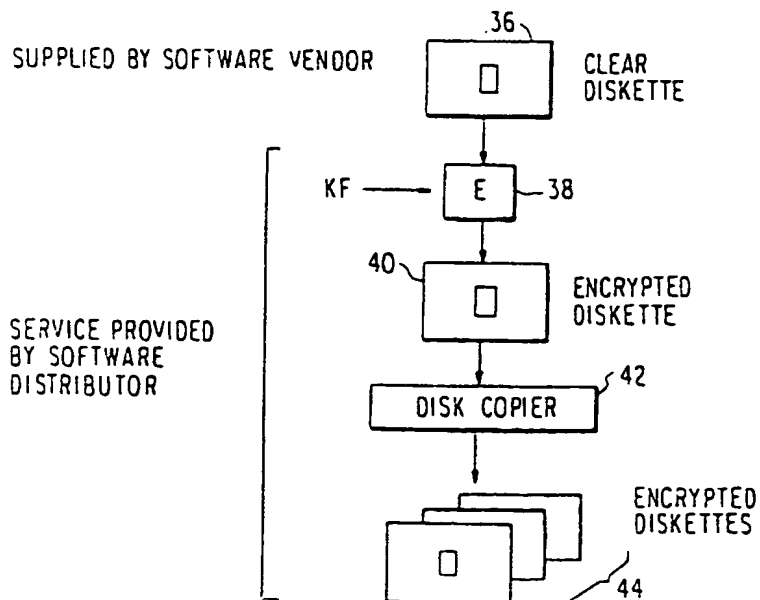 36
SUPPLIED BY SOFTWARE VENDOR
CLEAR
DISKETTE
KF
E
38
40
ENCRYPTED
DISKETTE
SERVICE PROVIDED
BY SOFTWARE
DISTRIBUTOR
42
DISK COPIER
ENCRYPTED
DISKETTES
44